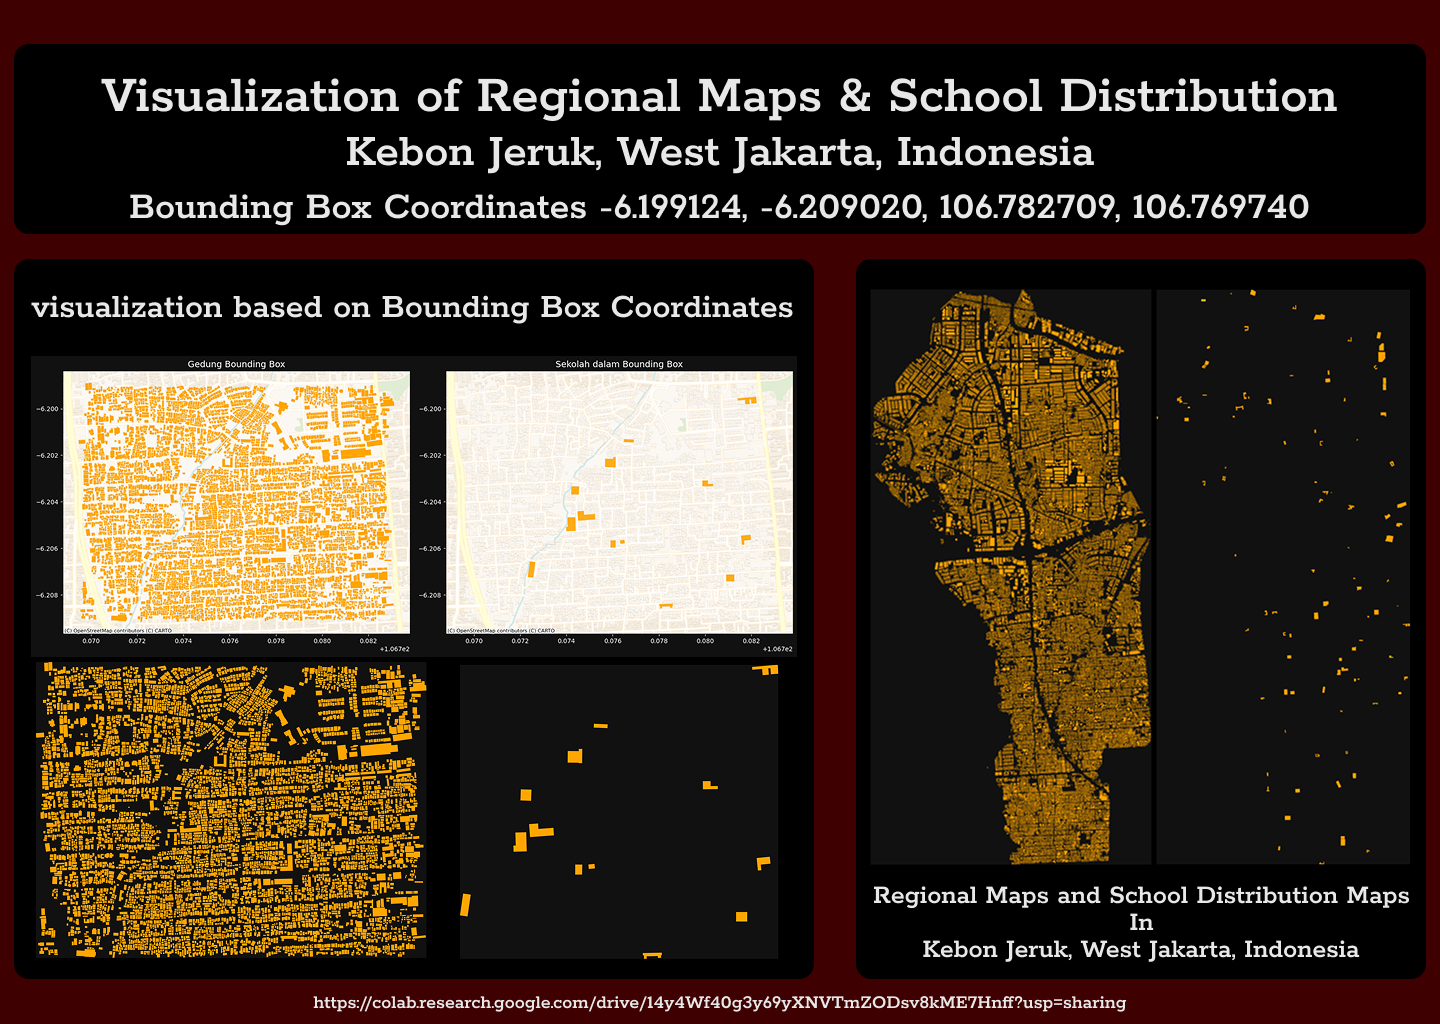 Visualization of Regional Maps & School Distribution
Kebon Jeruk, West Jakarta, Indonesia
Bounding Box Coordinates -6.199124, -6.209020, 106.782709, 106.769740
visualization based on Bounding Box Coordinates
Gedung Bounding Box
−6.200
−6.202
−6.204
−6.206
−6.208
(C) OpenStreetMap contributors (C) CARTO
0.070 0.072 0.074 0.076 0.078 0.080 0.082
+1.067e2
Sekolah dalam Bounding Box
−6.200
−6.202
−6.204
−6.206
−6.208
(C) OpenStreetMap contributors (C) CARTO
0.070 0.072 0.074 0.076 0.078 0.080 0.082
+1.067e2
Regional Maps and School Distribution Maps
In
Kebon Jeruk, West Jakarta, Indonesia
https://colab.research.google.com/drive/14y4Wf40g3y69yXNVTmZODsv8kME7Hnff?usp=sharing